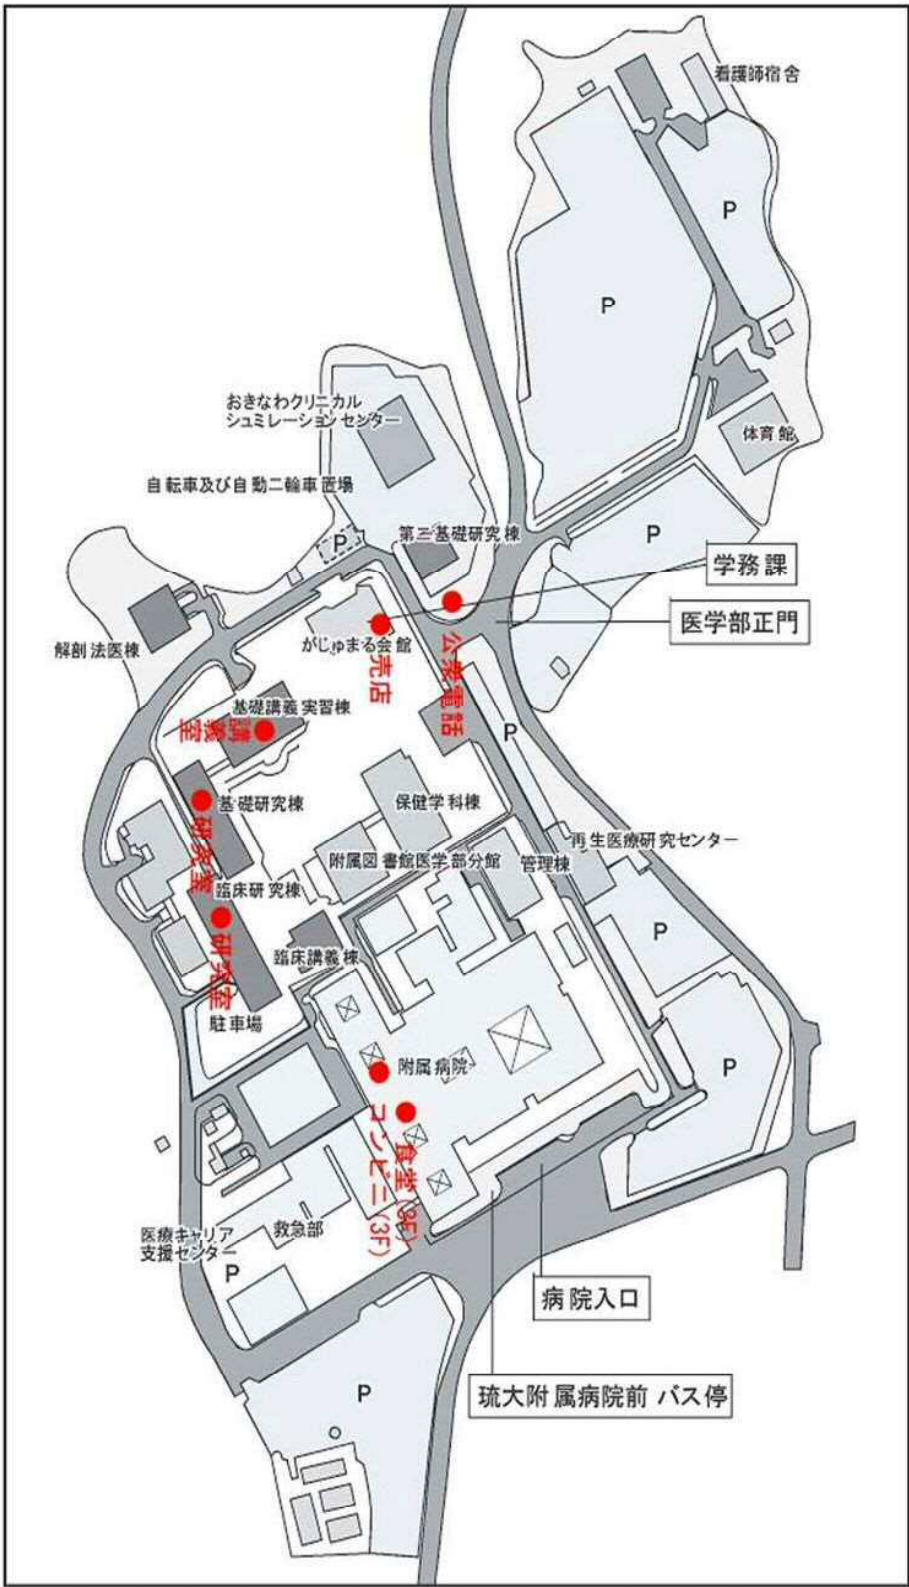 看護師宿舎
P
P
おきなわクリニカル
シュミレーションセンター
体育館
自転車及び自動二輪車置場
P
第二基礎研究棟
P
学務課
医学部正門
解剖法医棟
がじゅまる会館
売店
公衆電話
基礎講義実習棟
講義室
P
基礎研究棟
研究室
保健学科棟
再生医療研究センター
附属図書館医学部分館
管理棟
臨床研究棟
研究室
臨床講義棟
P
駐車場
附属病院
P
コンビニ(3F)
食堂(3F)
医療キャリア
支援センター
救急部
P
病院入口
琉大附属病院前 バス停
P